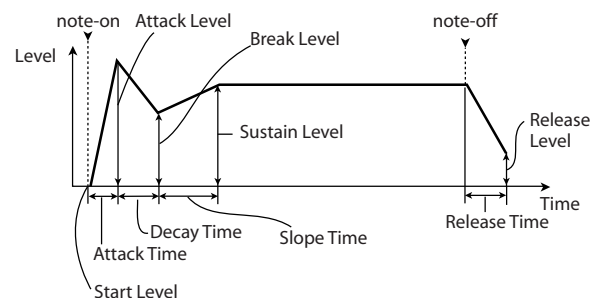 note-on
Attack Level
note-off
Break Level
Level
Release
Level
Sustain Level
Time
Decay Time
Slope Time
Release Time
Attack Time
Start Level